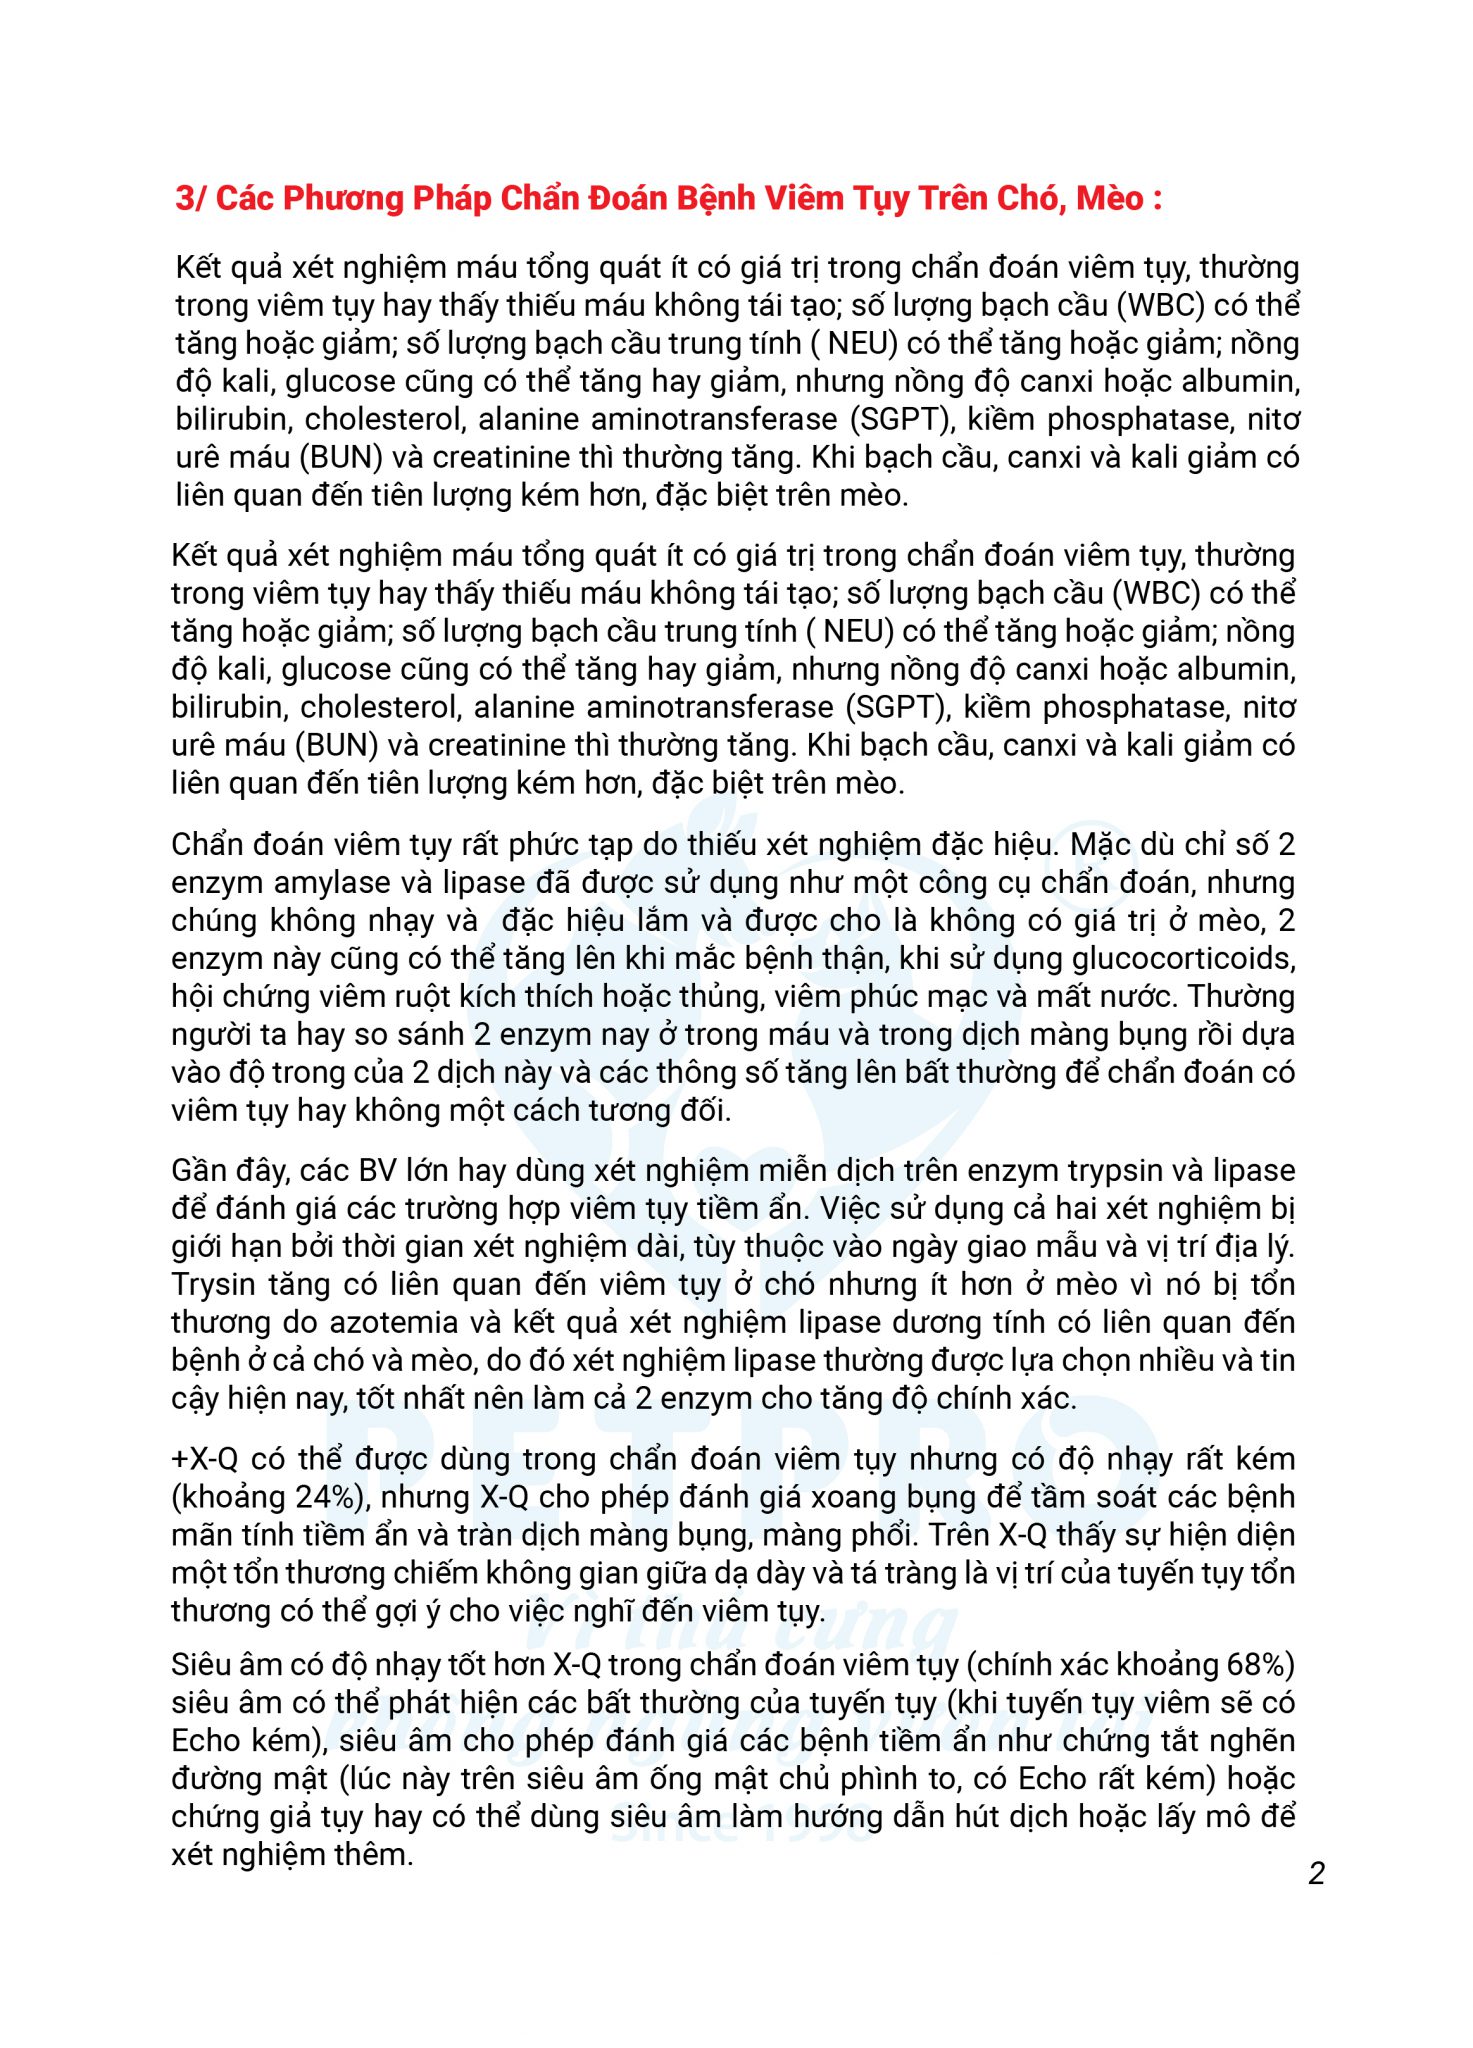 3/ Các Phương Pháp Chẩn Đoán Bệnh Viêm Tụy Trên Chó, Mèo :
Kết quả xét nghiệm máu tổng quát ít có giá trị trong chẩn đoán viêm tụy, thường
trong viêm tụy hay thấy thiếu máu không tái tạo; số lượng bạch cầu (WBC) có thể
tăng hoặc giảm; số lượng bạch cầu trung tính ( NEU) có thể tăng hoặc giảm; nồng
độ kali, glucose cũng có thể tăng hay giảm, nhưng nồng độ canxi hoặc albumin,
bilirubin, cholesterol, alanine aminotransferase (SGPT), kiềm phosphatase, nitơ
urê máu (BUN) và creatinine thì thường tăng. Khi bạch cầu, canxi và kali giảm có
liên quan đến tiên lượng kém hơn, đặc biệt trên mèo.
Kết quả xét nghiệm máu tổng quát ít có giá trị trong chẩn đoán viêm tụy, thường
trong viêm tụy hay thấy thiếu máu không tái tạo; số lượng bạch cầu (WBC) có thể
tăng hoặc giảm; số lượng bạch cầu trung tính ( NEU) có thể tăng hoặc giảm; nồng
độ kali, glucose cũng có thể tăng hay giảm, nhưng nồng độ canxi hoặc albumin,
bilirubin, cholesterol, alanine aminotransferase (SGPT), kiềm phosphatase, nitơ
urê máu (BUN) và creatinine thì thường tăng. Khi bạch cầu, canxi và kali giảm có
liên quan đến tiên lượng kém hơn, đặc biệt trên mèo.
Chẩn đoán viêm tụy rất phức tạp do thiếu xét nghiệm đặc hiệu. Mặc dù chỉ số 2
enzym amylase và lipase đã được sử dụng như một công cụ chẩn đoán, nhưng
chúng không nhạy và đặc hiệu lắm và được cho là không có giá trị ở mèo, 2
enzym này cũng có thể tăng lên khi mắc bệnh thận, khi sử dụng glucocorticoids,
hội chứng viêm ruột kích thích hoặc thủng, viêm phúc mạc và mất nước. Thường
người ta hay so sánh 2 enzym nay ở trong máu và trong dịch màng bụng rồi dựa
vào độ trong của 2 dịch này và các thông số tăng lên bất thường để chẩn đoán có
viêm tụy hay không một cách tương đối.
Gần đây, các BV lớn hay dùng xét nghiệm miễn dịch trên enzym trypsin và lipase
để đánh giá các trường hợp viêm tụy tiềm ẩn. Việc sử dụng cả hai xét nghiệm bị
giới hạn bởi thời gian xét nghiệm dài, tùy thuộc vào ngày giao mẫu và vị trí địa lý.
Trysin tăng có liên quan đến viêm tụy ở chó nhưng ít hơn ở mèo vì nó bị tổn
thương do azotemia và kết quả xét nghiệm lipase dương tính có liên quan đến
bệnh ở cả chó và mèo, do đó xét nghiệm lipase thường được lựa chọn nhiều và tin
cậy hiện nay, tốt nhất nên làm cả 2 enzym cho tăng độ chính xác.
+X-Q có thể được dùng trong chẩn đoán viêm tụy nhưng có độ nhạy rất kém
(khoảng 24%), nhưng X-Q cho phép đánh giá xoang bụng để tầm soát các bệnh
mãn tính tiềm ẩn và tràn dịch màng bụng, màng phổi. Trên X-Q thấy sự hiện diện
một tổn thương chiếm không gian giữa dạ dày và tá tràng là vị trí của tuyến tụy tổn
thương có thể gợi ý cho việc nghĩ đến viêm tụy.
Siêu âm có độ nhạy tốt hơn X-Q trong chẩn đoán viêm tụy (chính xác khoảng 68%)
siêu âm có thể phát hiện các bất thường của tuyến tụy (khi tuyến tụy viêm sẽ có
Echo kém), siêu âm cho phép đánh giá các bệnh tiềm ẩn như chứng tắt nghẽn
đường mật (lúc này trên siêu âm ống mật chủ phình to, có Echo rất kém) hoặc
chứng giả tụy hay có thể dùng siêu âm làm hướng dẫn hút dịch hoặc lấy mô để
xét nghiệm thêm.
2
PETPRO
Vì thú cưng
không ngừng vươn tới
Since 1998